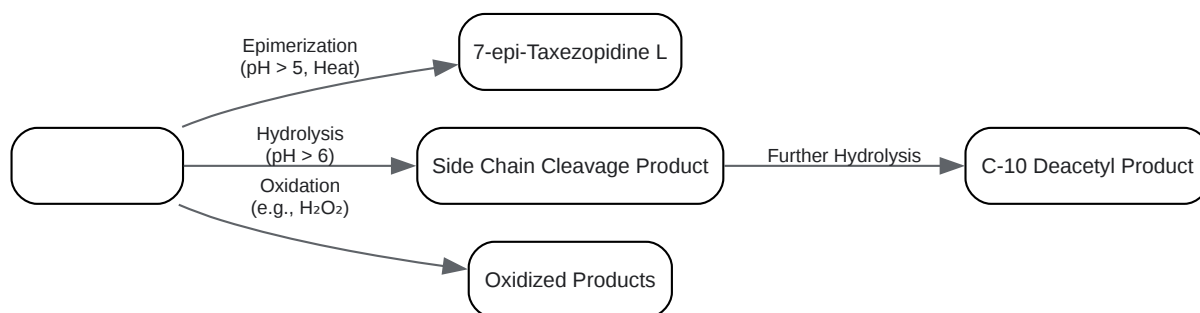 Epimerization
(pH > 5, Heat)
7-epi-Taxezopidine L
Hydrolysis
(pH > 6)
Side Chain Cleavage Product
Further Hydrolysis
C-10 Deacetyl Product
Oxidation
(e.g., H₂O₂)
Oxidized Products